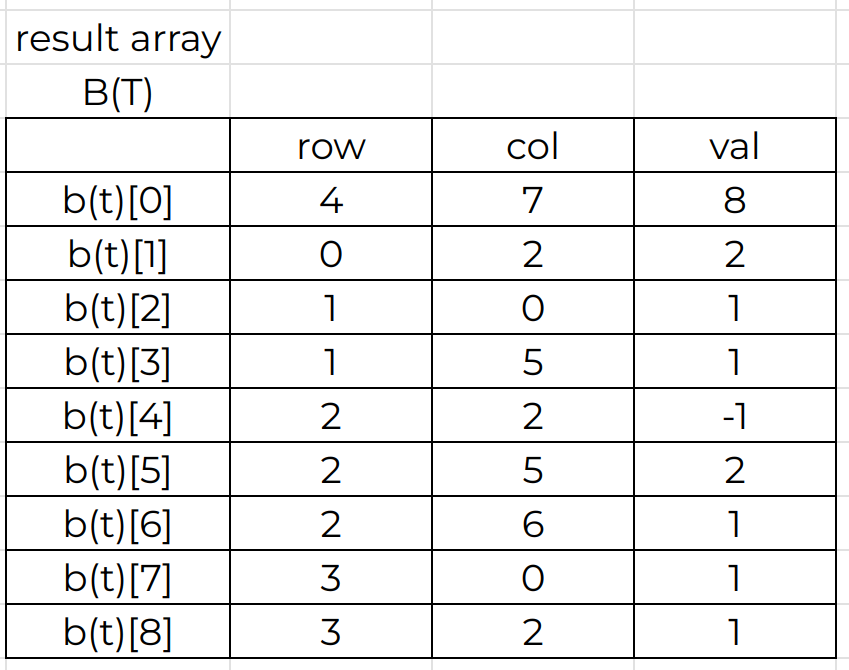 result array
B(T)
row col val
b(t)[0] 4 7 8
b(t)[1] 0 2 2
b(t)[2] 1 0 1
b(t)[3] 1 5 1
b(t)[4] 2 2 -1
b(t)[5] 2 5 2
b(t)[6] 2 6 1
b(t)[7] 3 0 1
b(t)[8] 3 2 1